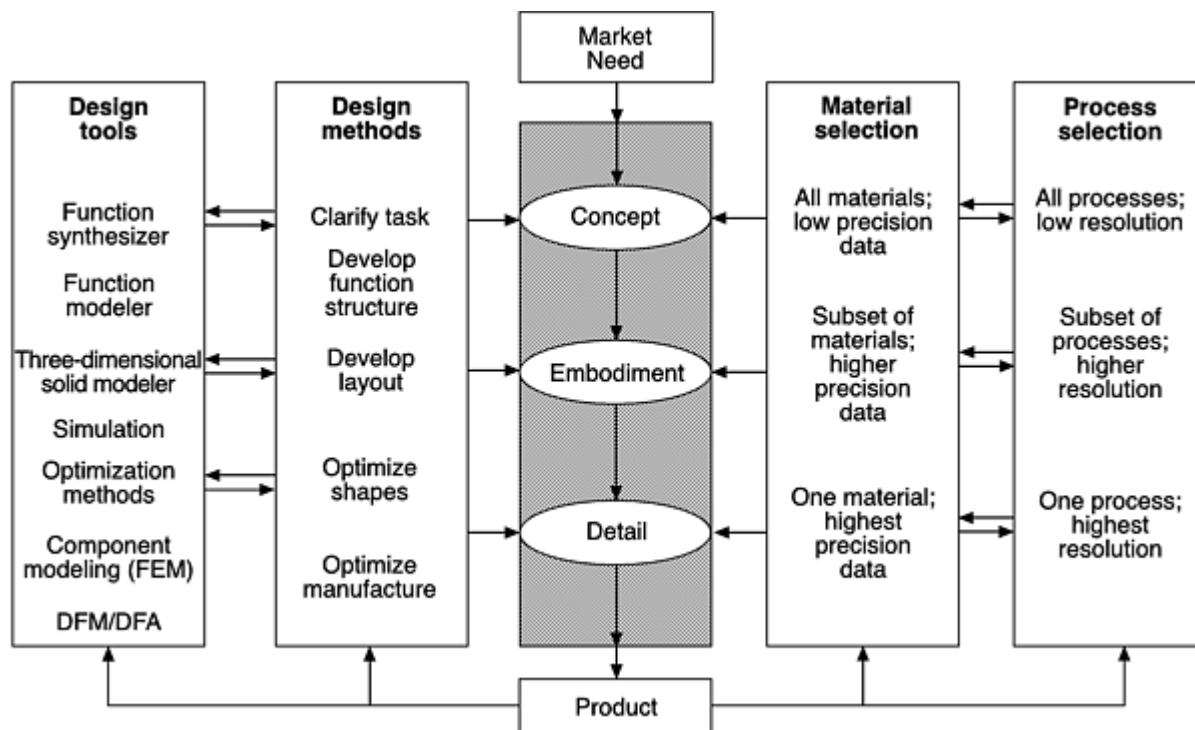 Market
Need
Design
tools
Function
synthesizer
Function
modeler
Three-dimensional
solid modeler
Simulation
Optimization
methods
Component
modeling (FEM)
DFM/DFA
Design
methods
Clarify task
Develop
function
structure
Develop
layout
Optimize
shapes
Optimize
manufacture
Concept
Embodiment
Detail
Material
selection
All materials;
low precision
data
Subset of
materials;
higher
precision
data
One material;
highest
precision
data
Process
selection
All processes;
low resolution
Subset of
processes;
higher
resolution
One process;
highest
resolution
Product